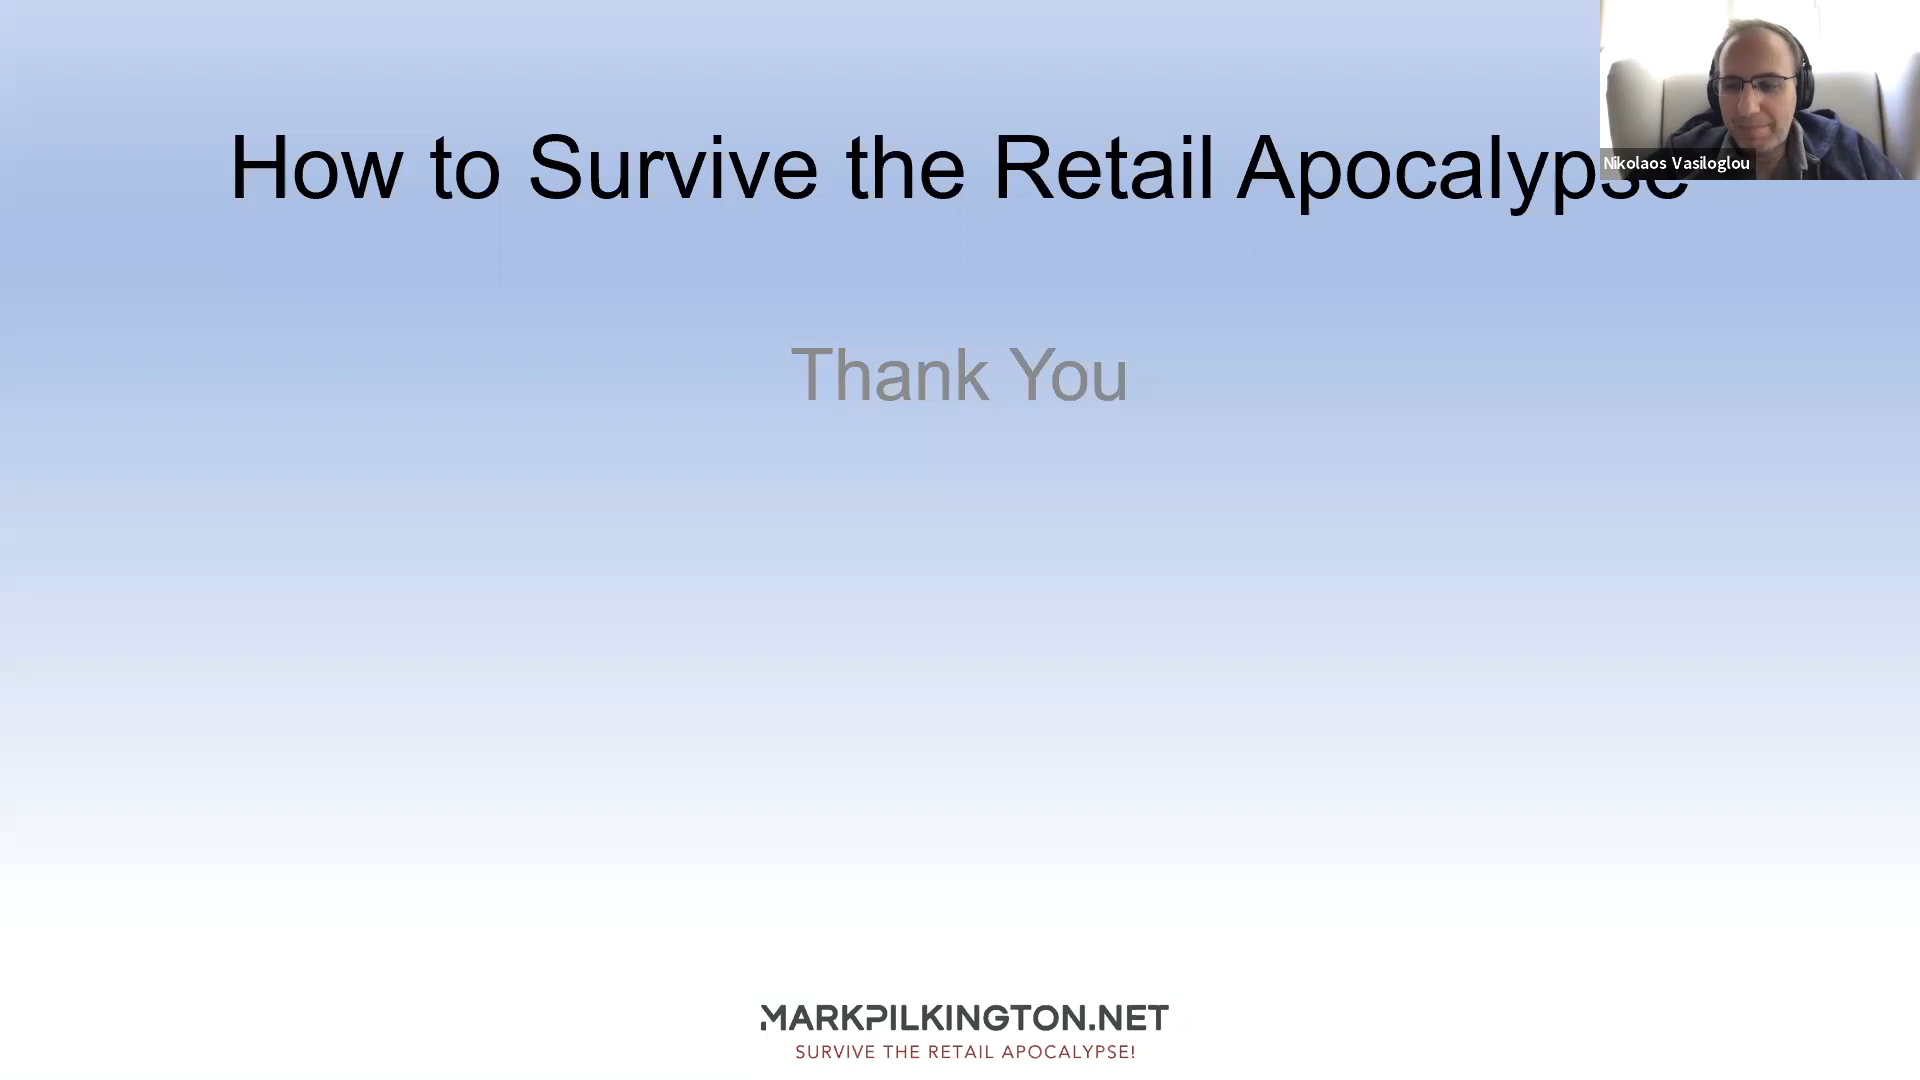 How to Survive the Retail Apocalypse
Nikolaos Vasiloglou
Thank You
MARKPILKINGTON.NET
SURVIVE THE RETAIL APOCALYPSE!